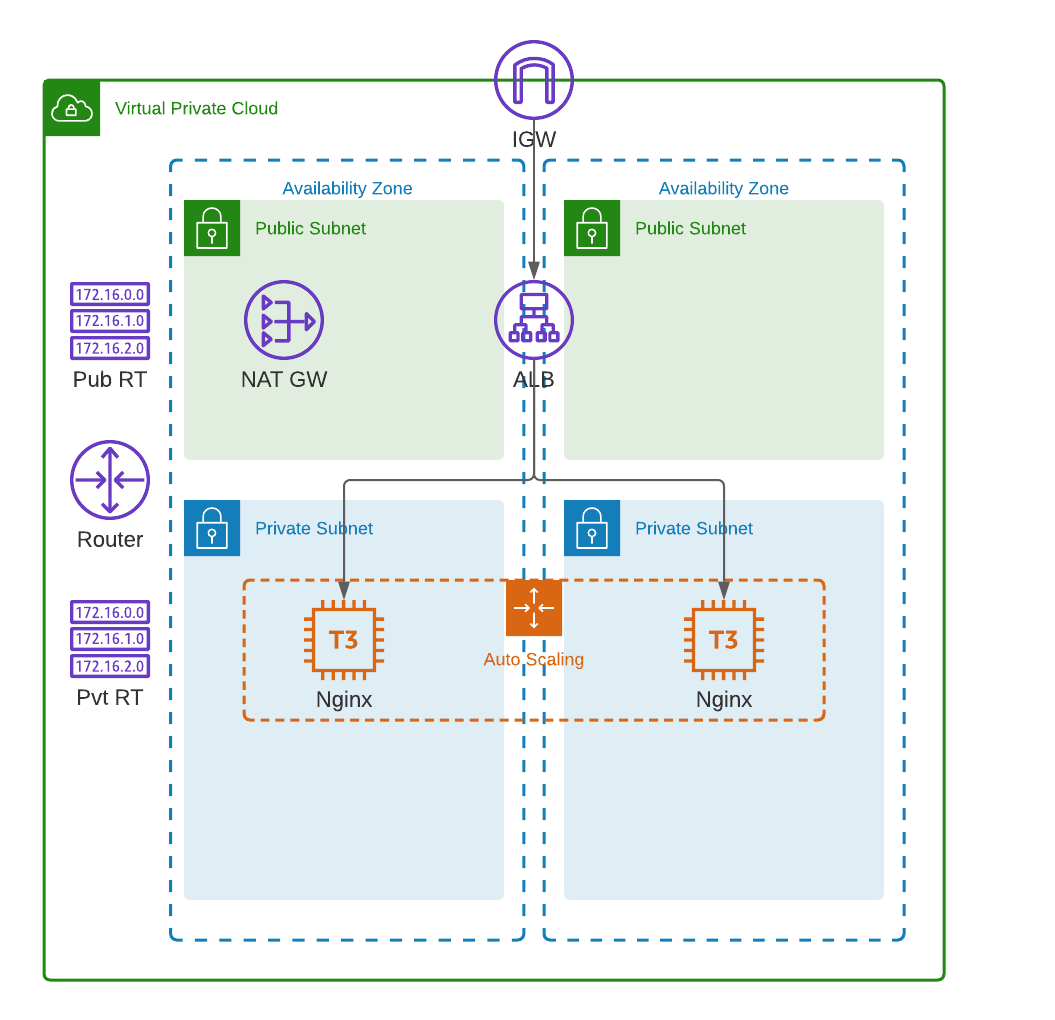 IGW
Virtual Private Cloud
Availability Zone
Availability Zone
Public Subnet
Public Subnet
172.16.0.0
172.16.1.0
172.16.2.0
Pub RT
NAT GW
ALB
Router
Private Subnet
Private Subnet
172.16.0.0
172.16.1.0
172.16.2.0
Pvt RT
T3
Nginx
Auto Scaling
T3
Nginx